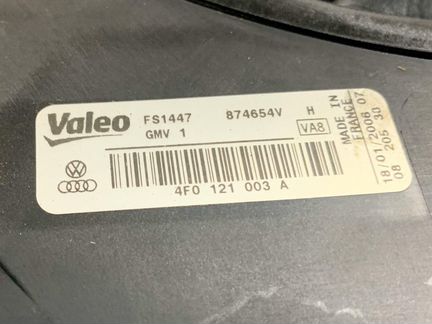 Valeo
FS1447 874654V H
GMV 1 VA8
4F0 121 003 A
MADE IN
FRANCE 07
18/01/2008
205 30
08